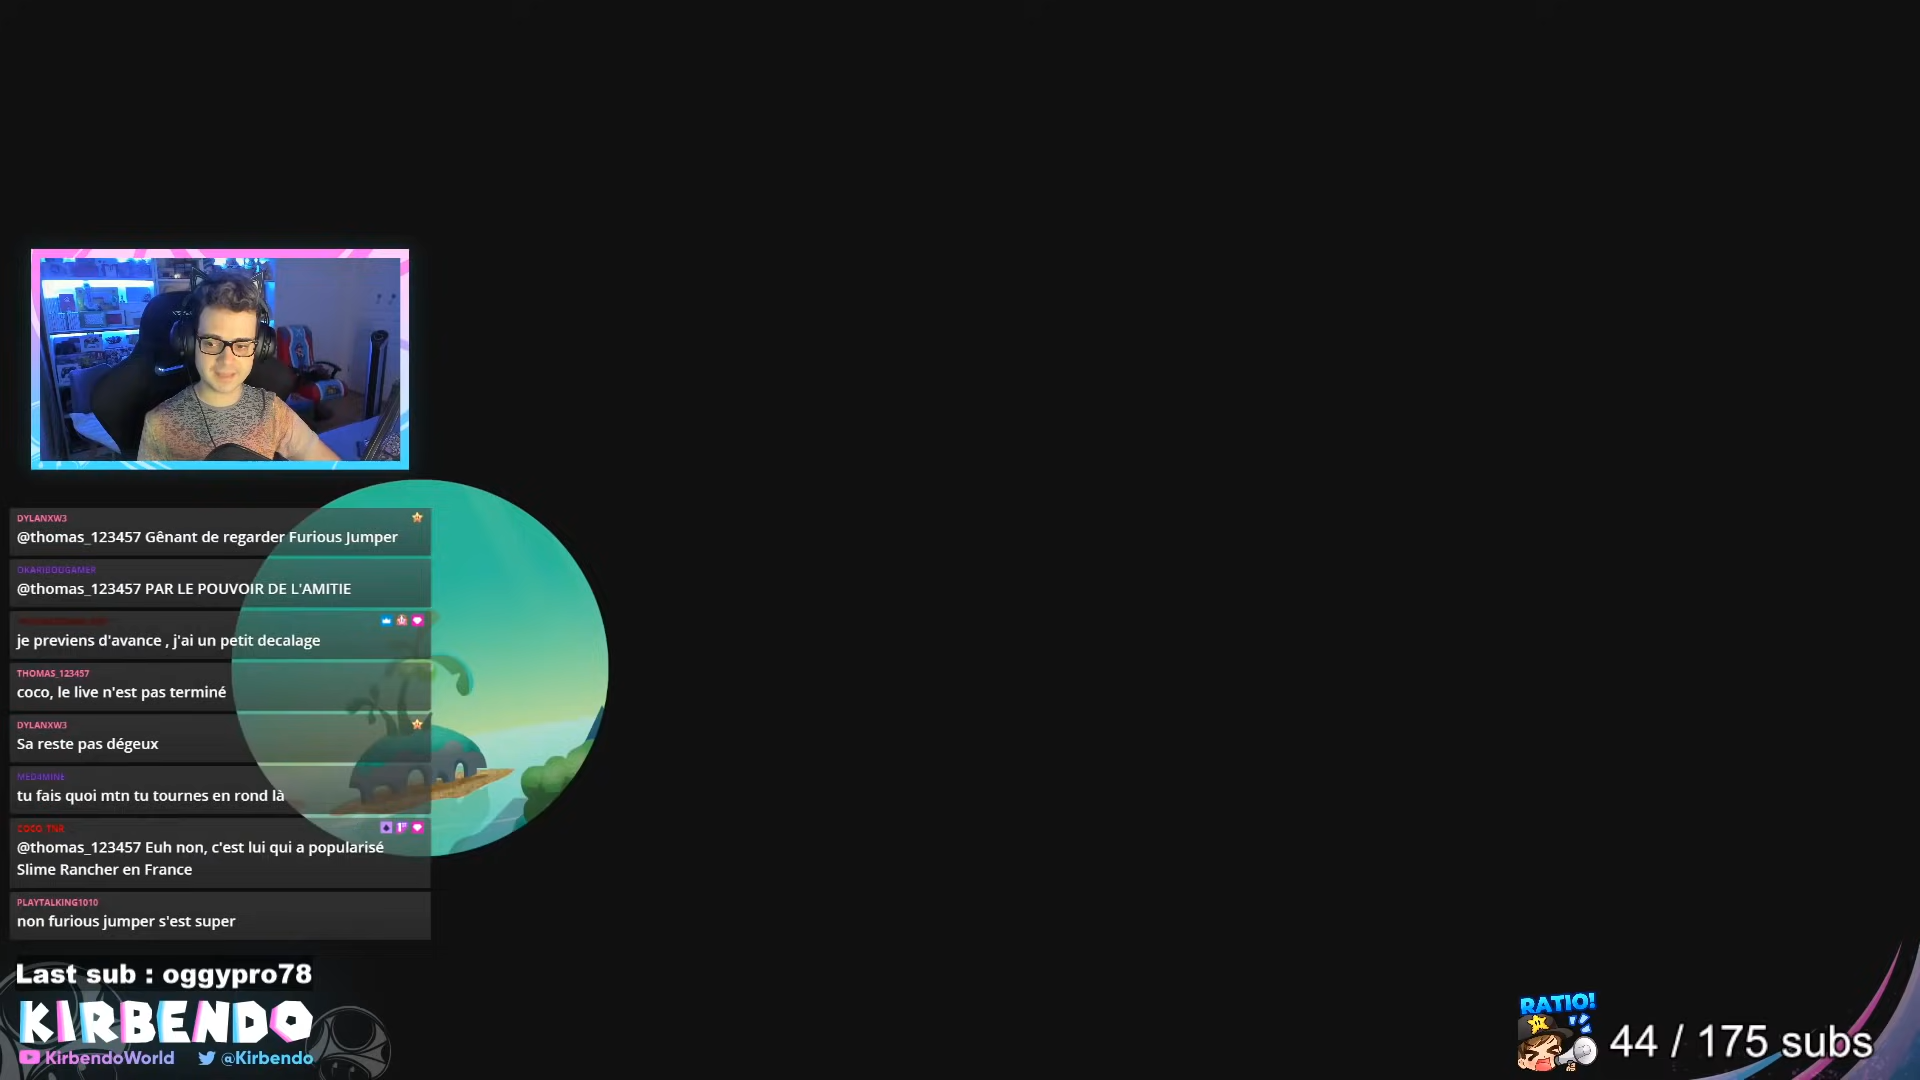 DYLANXW3
@thomas_123457 Gênant de regarder Furious Jumper
OKARIBOUGAMER
@thomas_123457 PAR LE POUVOIR DE L'AMITIE
je previens d'avance , j'ai un petit decalage
THOMAS_123457
coco, le live n'est pas terminé
DYLANXW3
Sa reste pas dégeux
MED4MINE
tu fais quoi mtn tu tournes en rond là
COCO_TNR
@thomas_123457 Euh non, c'est lui qui a popularisé
Slime Rancher en France
PLAYTALKING1010
non furious jumper s'est super
Last sub : oggypro78
KIRBENDO
KirbendoWorld @Kirbendo
RATIO!
44 / 175 subs